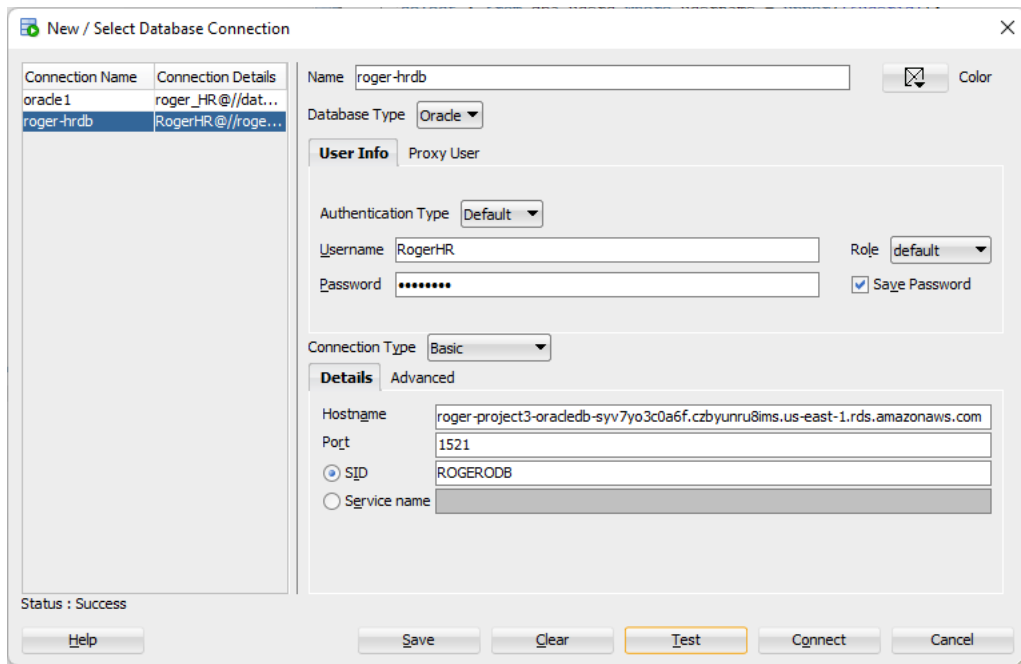 New / Select Database Connection
Connection Name Connection Details
oracle1 roger_HR@//dat...
roger-hrdb RogerHR@//roge...
Name roger-hrdb Color
Database Type Oracle
User Info Proxy User
Authentication Type Default
Username RogerHR Role default
Password •••••••• Save Password
Connection Type Basic
Details Advanced
Hostname roger-project3-oracledb-syv7yo3c0a6f.czbyunru8ims.us-east-1.rds.amazonaws.com
Port 1521
SID ROGERODB
Service name
Status : Success
Help Save Clear Test Connect Cancel